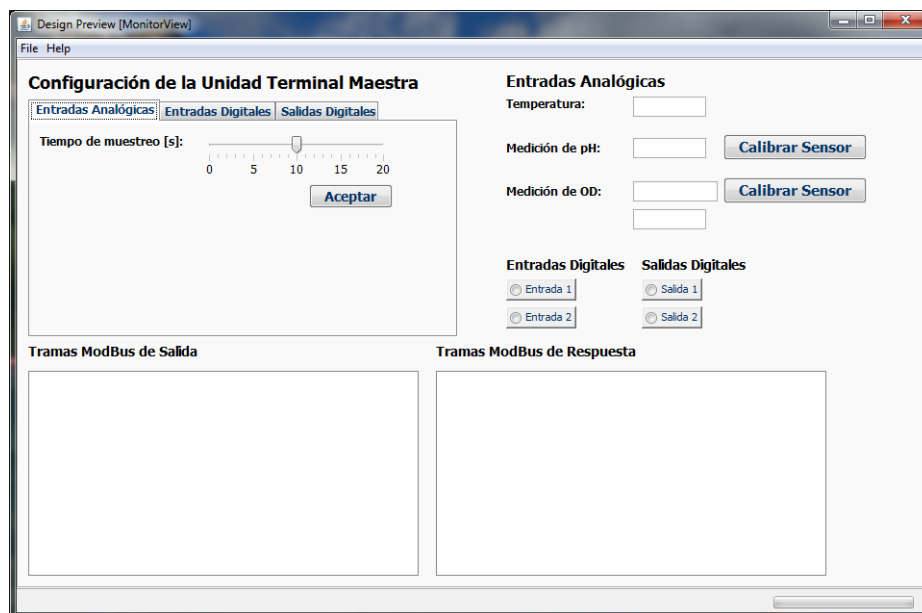 Design Preview [MonitorView]
File Help
Configuración de la Unidad Terminal Maestra
Entradas Analógicas Entradas Digitales Salidas Digitales
Tiempo de muestreo [s]:
0 5 10 15 20
Aceptar
Entradas Analógicas
Temperatura:
Medición de pH: Calibrar Sensor
Medición de OD: Calibrar Sensor
Entradas Digitales Salidas Digitales
Entrada 1 Salida 1
Entrada 2 Salida 2
Tramas ModBus de Salida Tramas ModBus de Respuesta